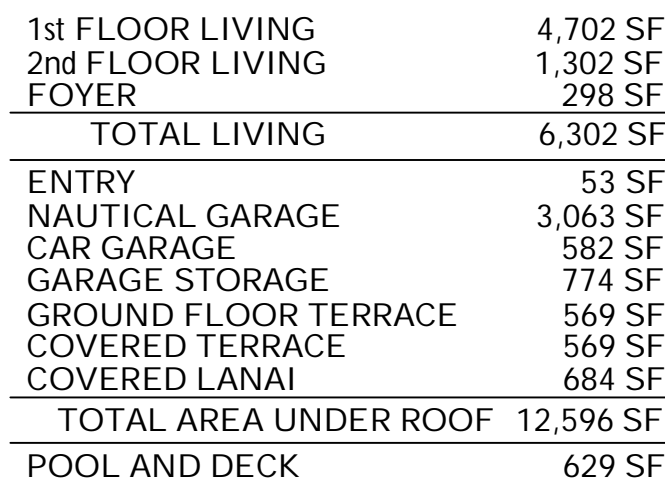 1st FLOOR LIVING 4,702 SF
2nd FLOOR LIVING 1,302 SF
FOYER 298 SF
TOTAL LIVING 6,302 SF
ENTRY 53 SF
NAUTICAL GARAGE 3,063 SF
CAR GARAGE 582 SF
GARAGE STORAGE 774 SF
GROUND FLOOR TERRACE 569 SF
COVERED TERRACE 569 SF
COVERED LANAI 684 SF
TOTAL AREA UNDER ROOF 12,596 SF
POOL AND DECK 629 SF